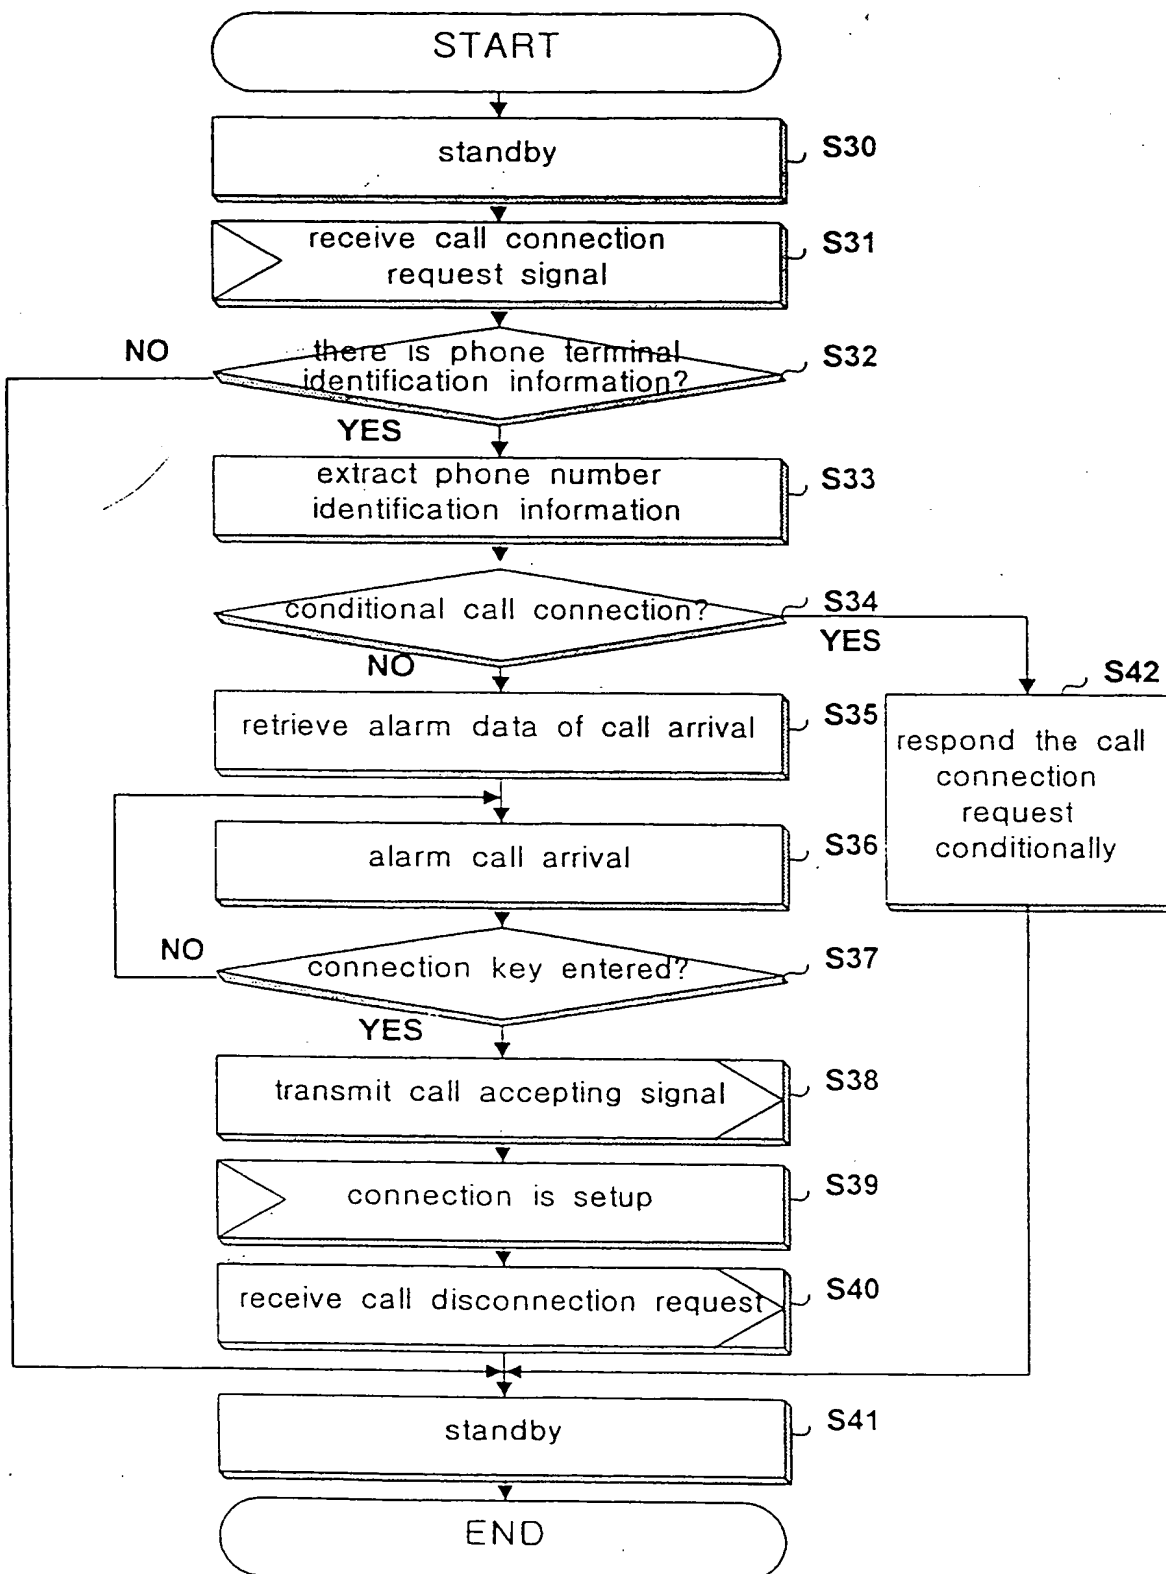 START
standby
S30
receive call connection
request signal
S31
NO
there is phone terminal
identification information?
S32
YES
extract phone number
identification information
S33
conditional call connection?
S34
YES
NO
S42
retrieve alarm data of call arrival
S35
respond the call
connection
request
conditionally
alarm call arrival
S36
NO
connection key entered?
S37
YES
transmit call accepting signal
S38
connection is setup
S39
receive call disconnection request
S40
standby
S41
END